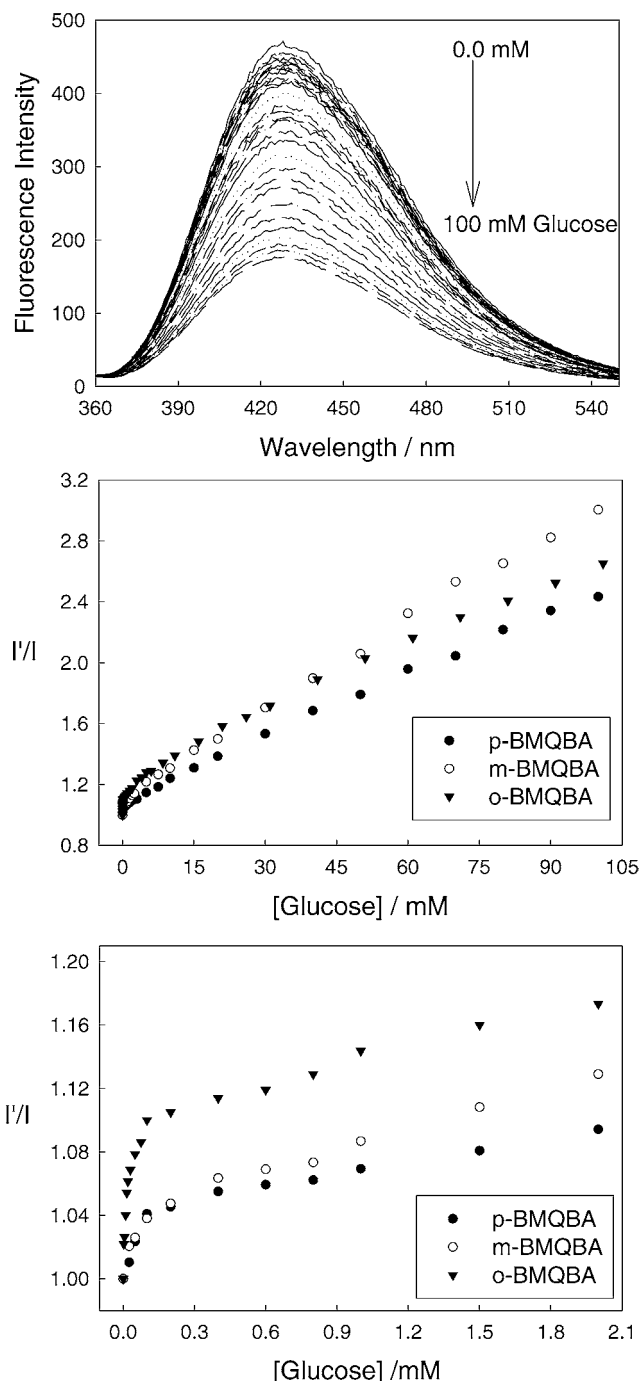 500
400
300
200
100
0
Fluorescence Intensity
0.0 mM
100 mM Glucose
360 390 420 450 480 510 540
Wavelength / nm
3.2
2.8
2.4
2.0
1.6
1.2
0.8
I'/I
p-BMQBA
m-BMQBA
o-BMQBA
0 15 30 45 60 75 90 105
[Glucose] / mM
1.20
1.16
1.12
1.08
1.04
1.00
I'/I
p-BMQBA
m-BMQBA
o-BMQBA
0.0 0.3 0.6 0.9 1.2 1.5 1.8 2.1
[Glucose] /mM